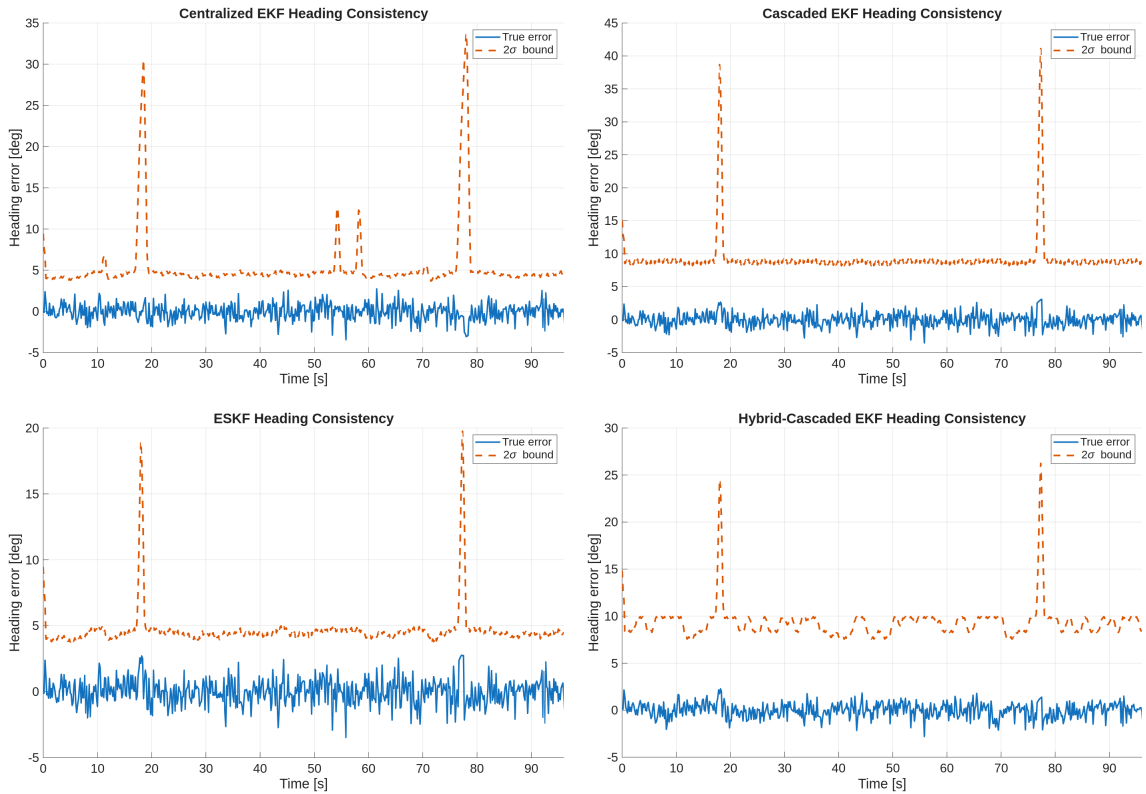 Centralized EKF Heading Consistency
35
30
25
20
15
10
5
0
-5
Heading error [deg]
True error
2σ bound
0 10 20 30 40 50 60 70 80 90
Time [s]
Cascaded EKF Heading Consistency
45
40
35
30
25
20
15
10
5
0
-5
Heading error [deg]
True error
2σ bound
0 10 20 30 40 50 60 70 80 90
Time [s]
ESKF Heading Consistency
20
15
10
5
0
-5
Heading error [deg]
True error
2σ bound
0 10 20 30 40 50 60 70 80 90
Time [s]
Hybrid-Cascaded EKF Heading Consistency
30
25
20
15
10
5
0
-5
Heading error [deg]
True error
2σ bound
0 10 20 30 40 50 60 70 80 90
Time [s]